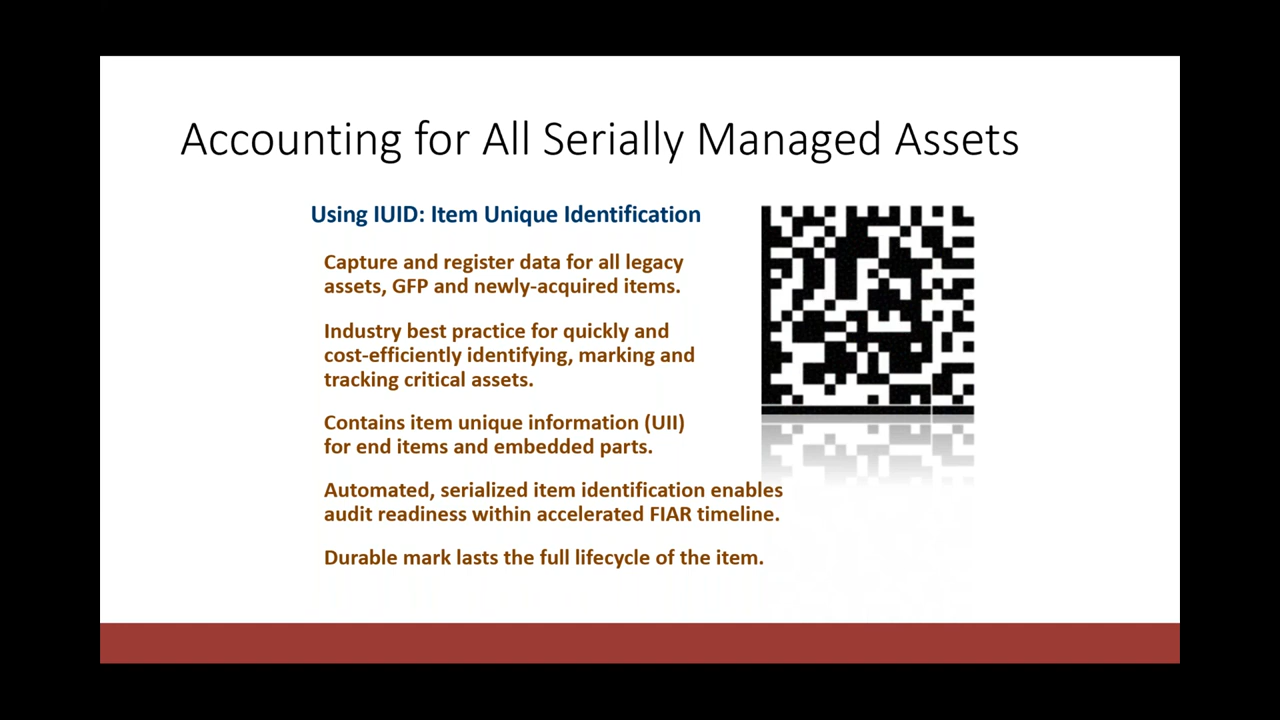 Accounting for All Serially Managed Assets
Using IUID: Item Unique Identification
Capture and register data for all legacy
assets, GFP and newly-acquired items.
Industry best practice for quickly and
cost-efficiently identifying, marking and
tracking critical assets.
Contains item unique information (UII)
for end items and embedded parts.
Automated, serialized item identification enables
audit readiness within accelerated FIAR timeline.
Durable mark lasts the full lifecycle of the item.